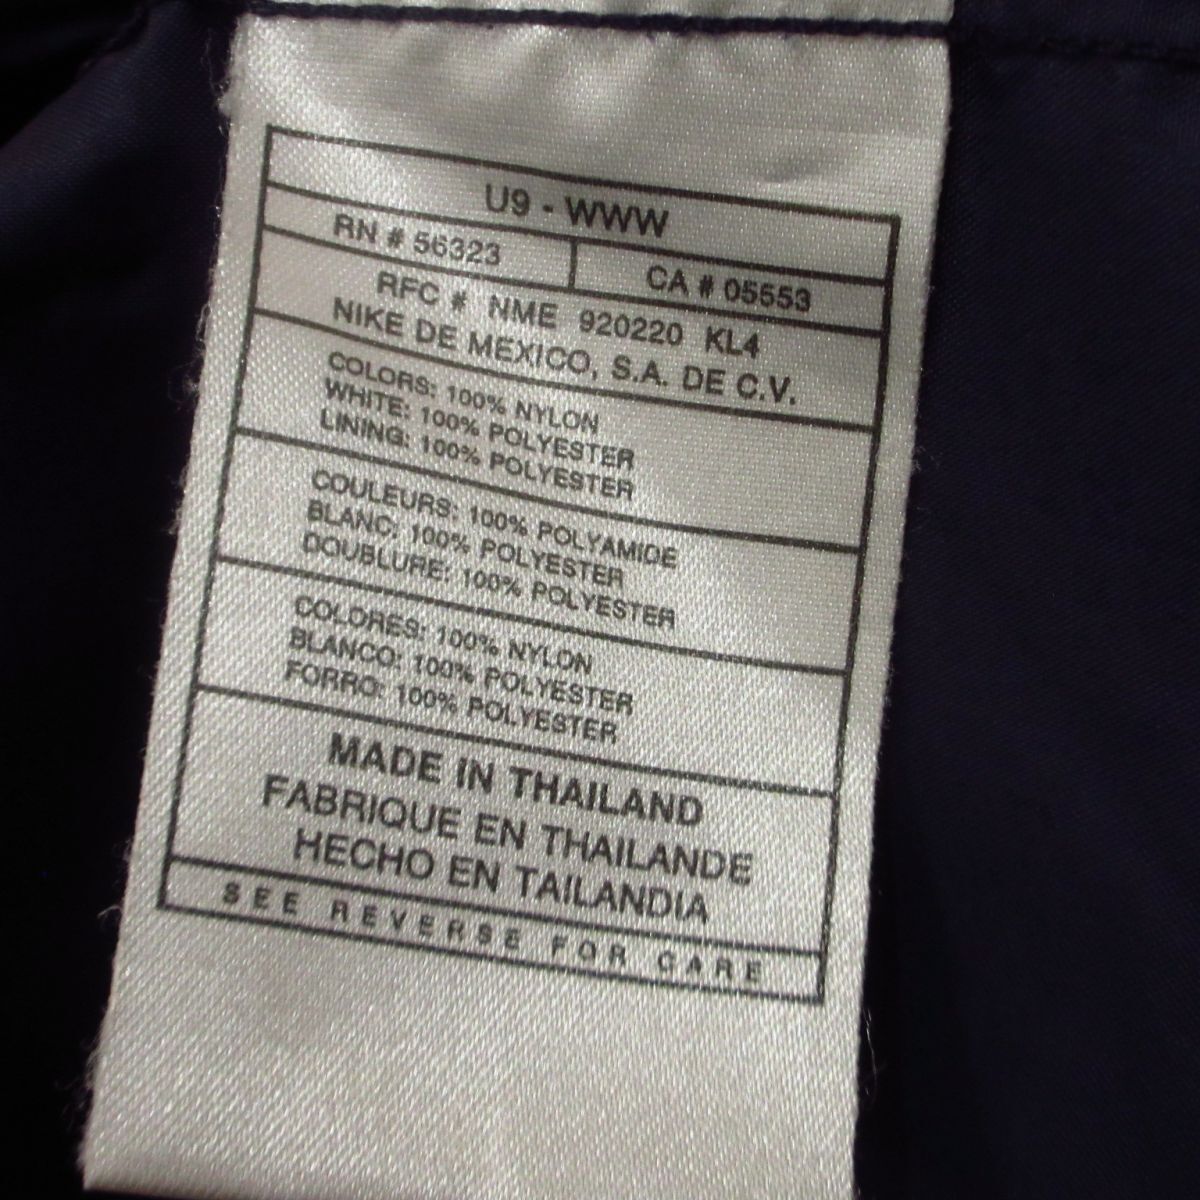 U9 - WWW
RN # 56323 CA # 05553
RFC # NME 920220 KL4
NIKE DE MEXICO, S.A. DE C.V.
COLORS: 100% NYLON
WHITE: 100% POLYESTER
LINING: 100% POLYESTER
COULEURS: 100% POLYAMIDE
BLANC: 100% POLYESTER
DOUBLURE: 100% POLYESTER
COLORES: 100% NYLON
BLANCO: 100% POLYESTER
FORRO: 100% POLYESTER
MADE IN THAILAND
FABRIQUE EN THAILANDE
HECHO EN TAILANDIA
SEE REVERSE FOR CARE